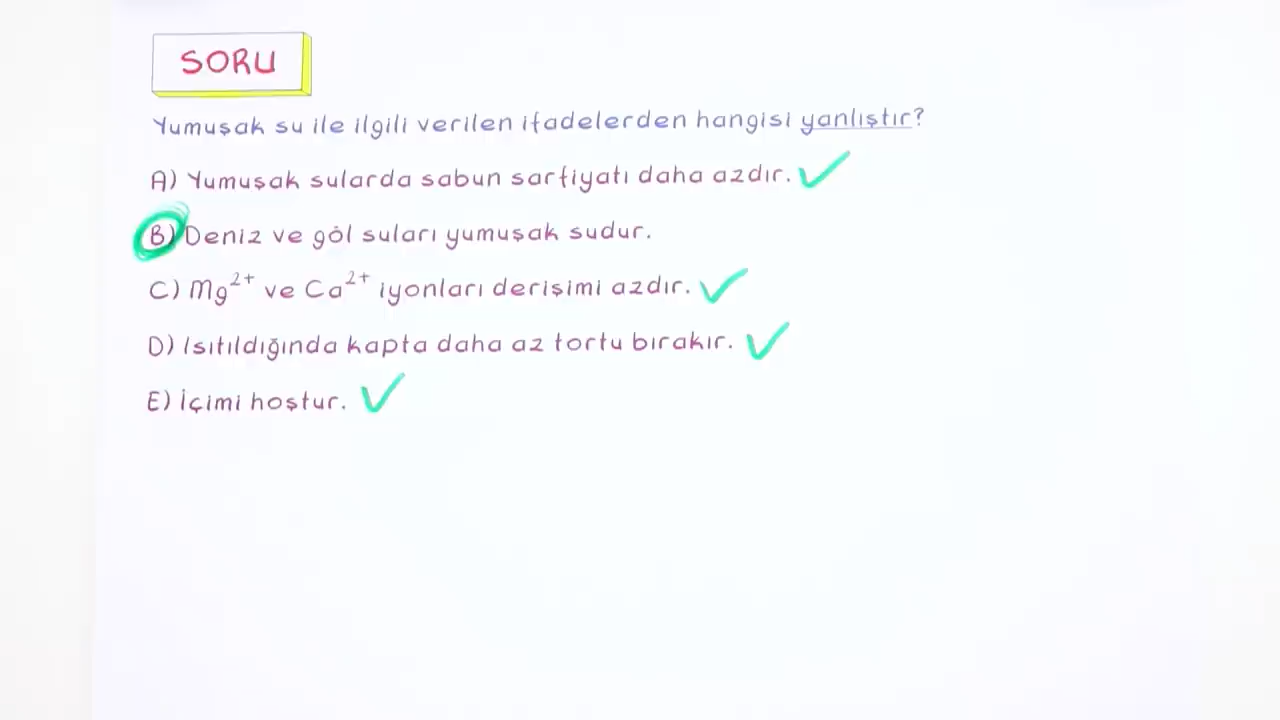 SORU
Yumuşak su ile ilgili verilen ifadelerden hangisi yanlıştır?
A) Yumuşak sularda sabun sarfiyatı daha azdır.
B) Deniz ve göl suları yumuşak sudur.
C) Mg²⁺ ve Ca²⁺ iyonları derişimi azdır.
D) Isıtıldığında kapta daha az tortu bırakır.
E) İçimi hoştur.